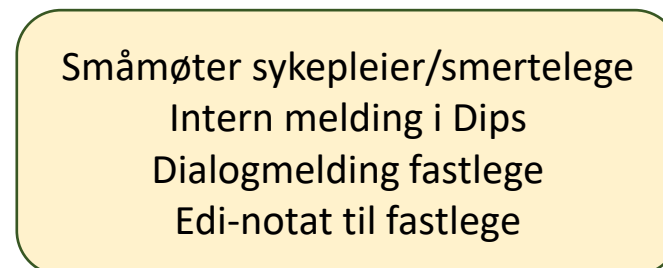 Småmøter sykepleier/smertelege
Intern melding i Dips
Dialogmelding fastlege
Edi-notat til fastlege